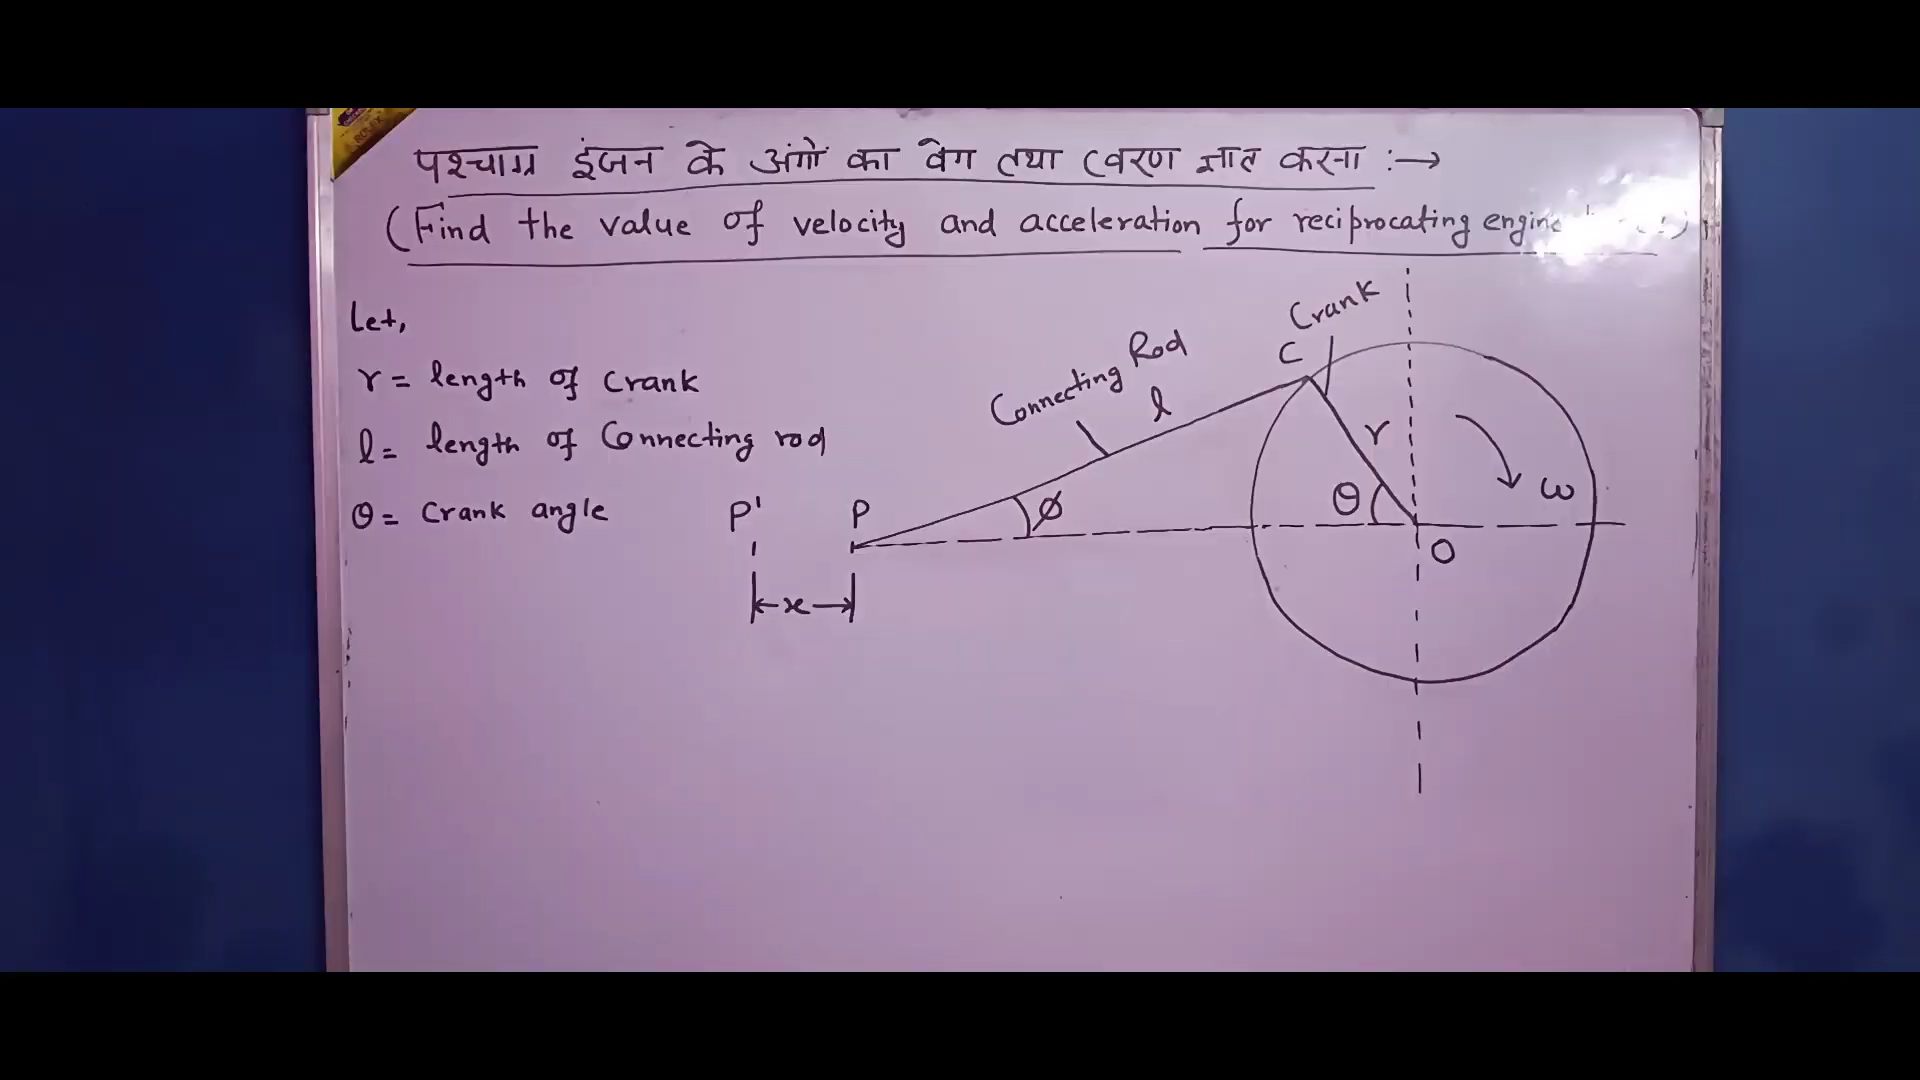 पश्चाग्र इंजन के अंगो का वेग तथा त्वरण ज्ञात करना :→
(Find the value of velocity and acceleration for reciprocating engine
Let,
r = length of Crank
l = length of Connecting rod
θ = Crank angle
Crank
Connecting Rod
C
l
r
ω
P'
P
ϕ
θ
O
x